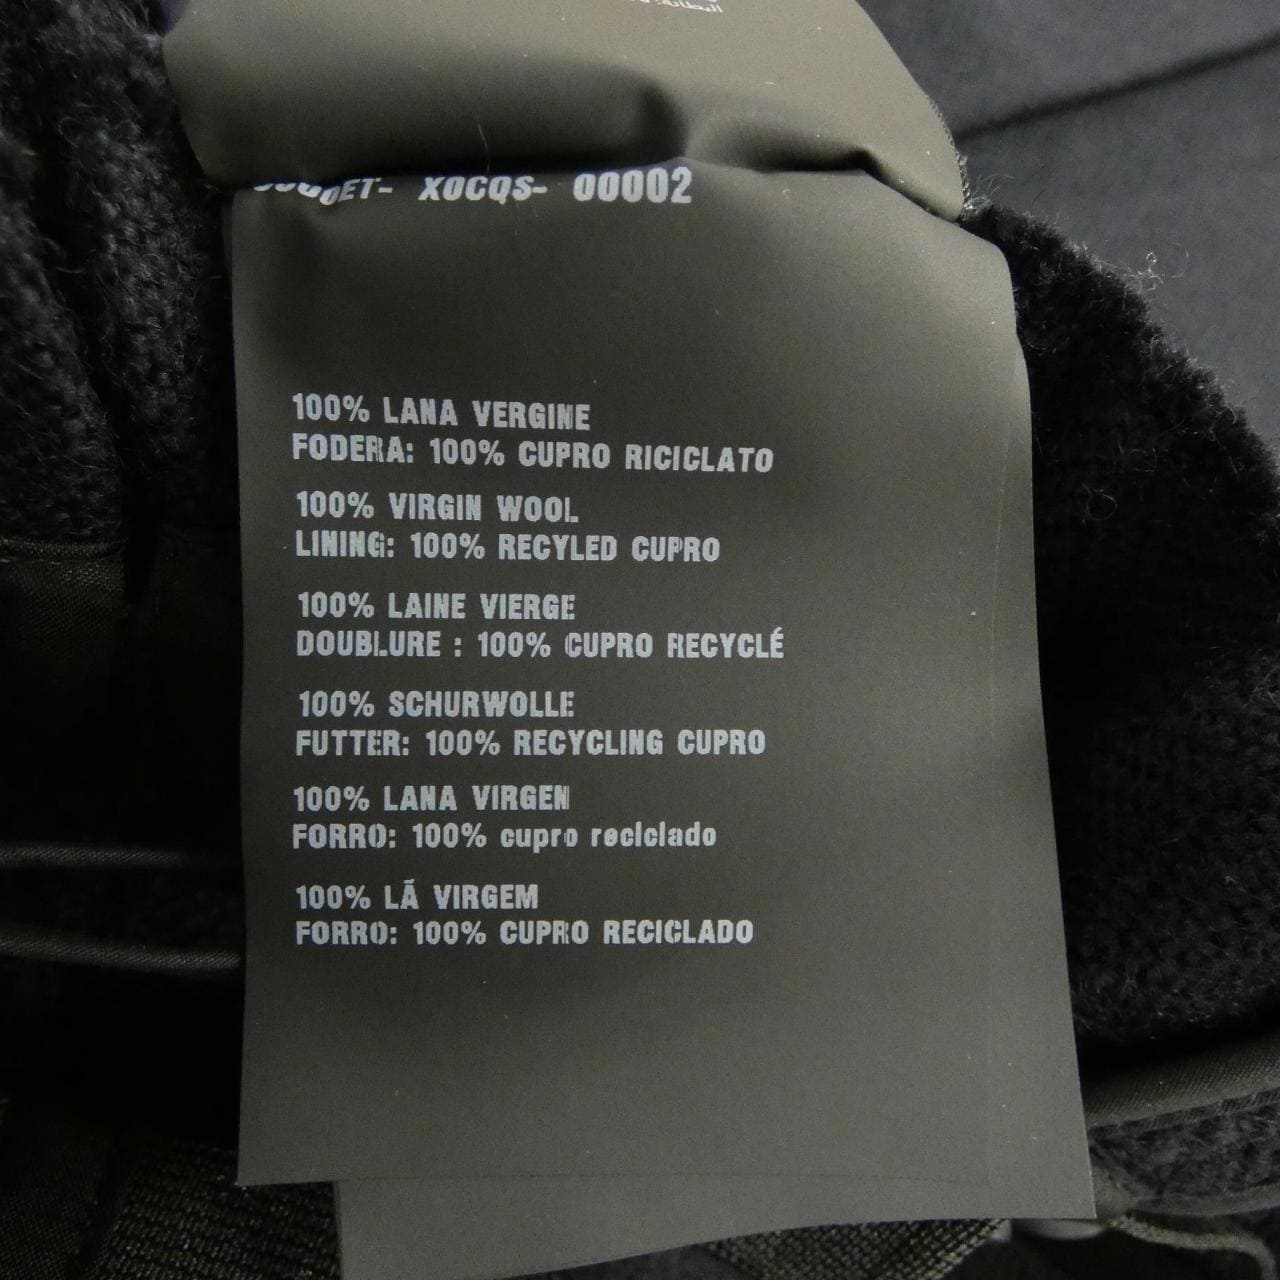 XOCQS- 00002
100% LANA VERGINE
FODERA: 100% CUPRO RICICLATO
100% VIRGIN WOOL
LINING: 100% RECYLED CUPRO
100% LAINE VIERGE
DOUBLURE : 100% CUPRO RECYCLÉ
100% SCHURWOLLE
FUTTER: 100% RECYCLING CUPRO
100% LANA VIRGEN
FORRO: 100% cupro reciclado
100% LÃ VIRGEM
FORRO: 100% CUPRO RECICLADO